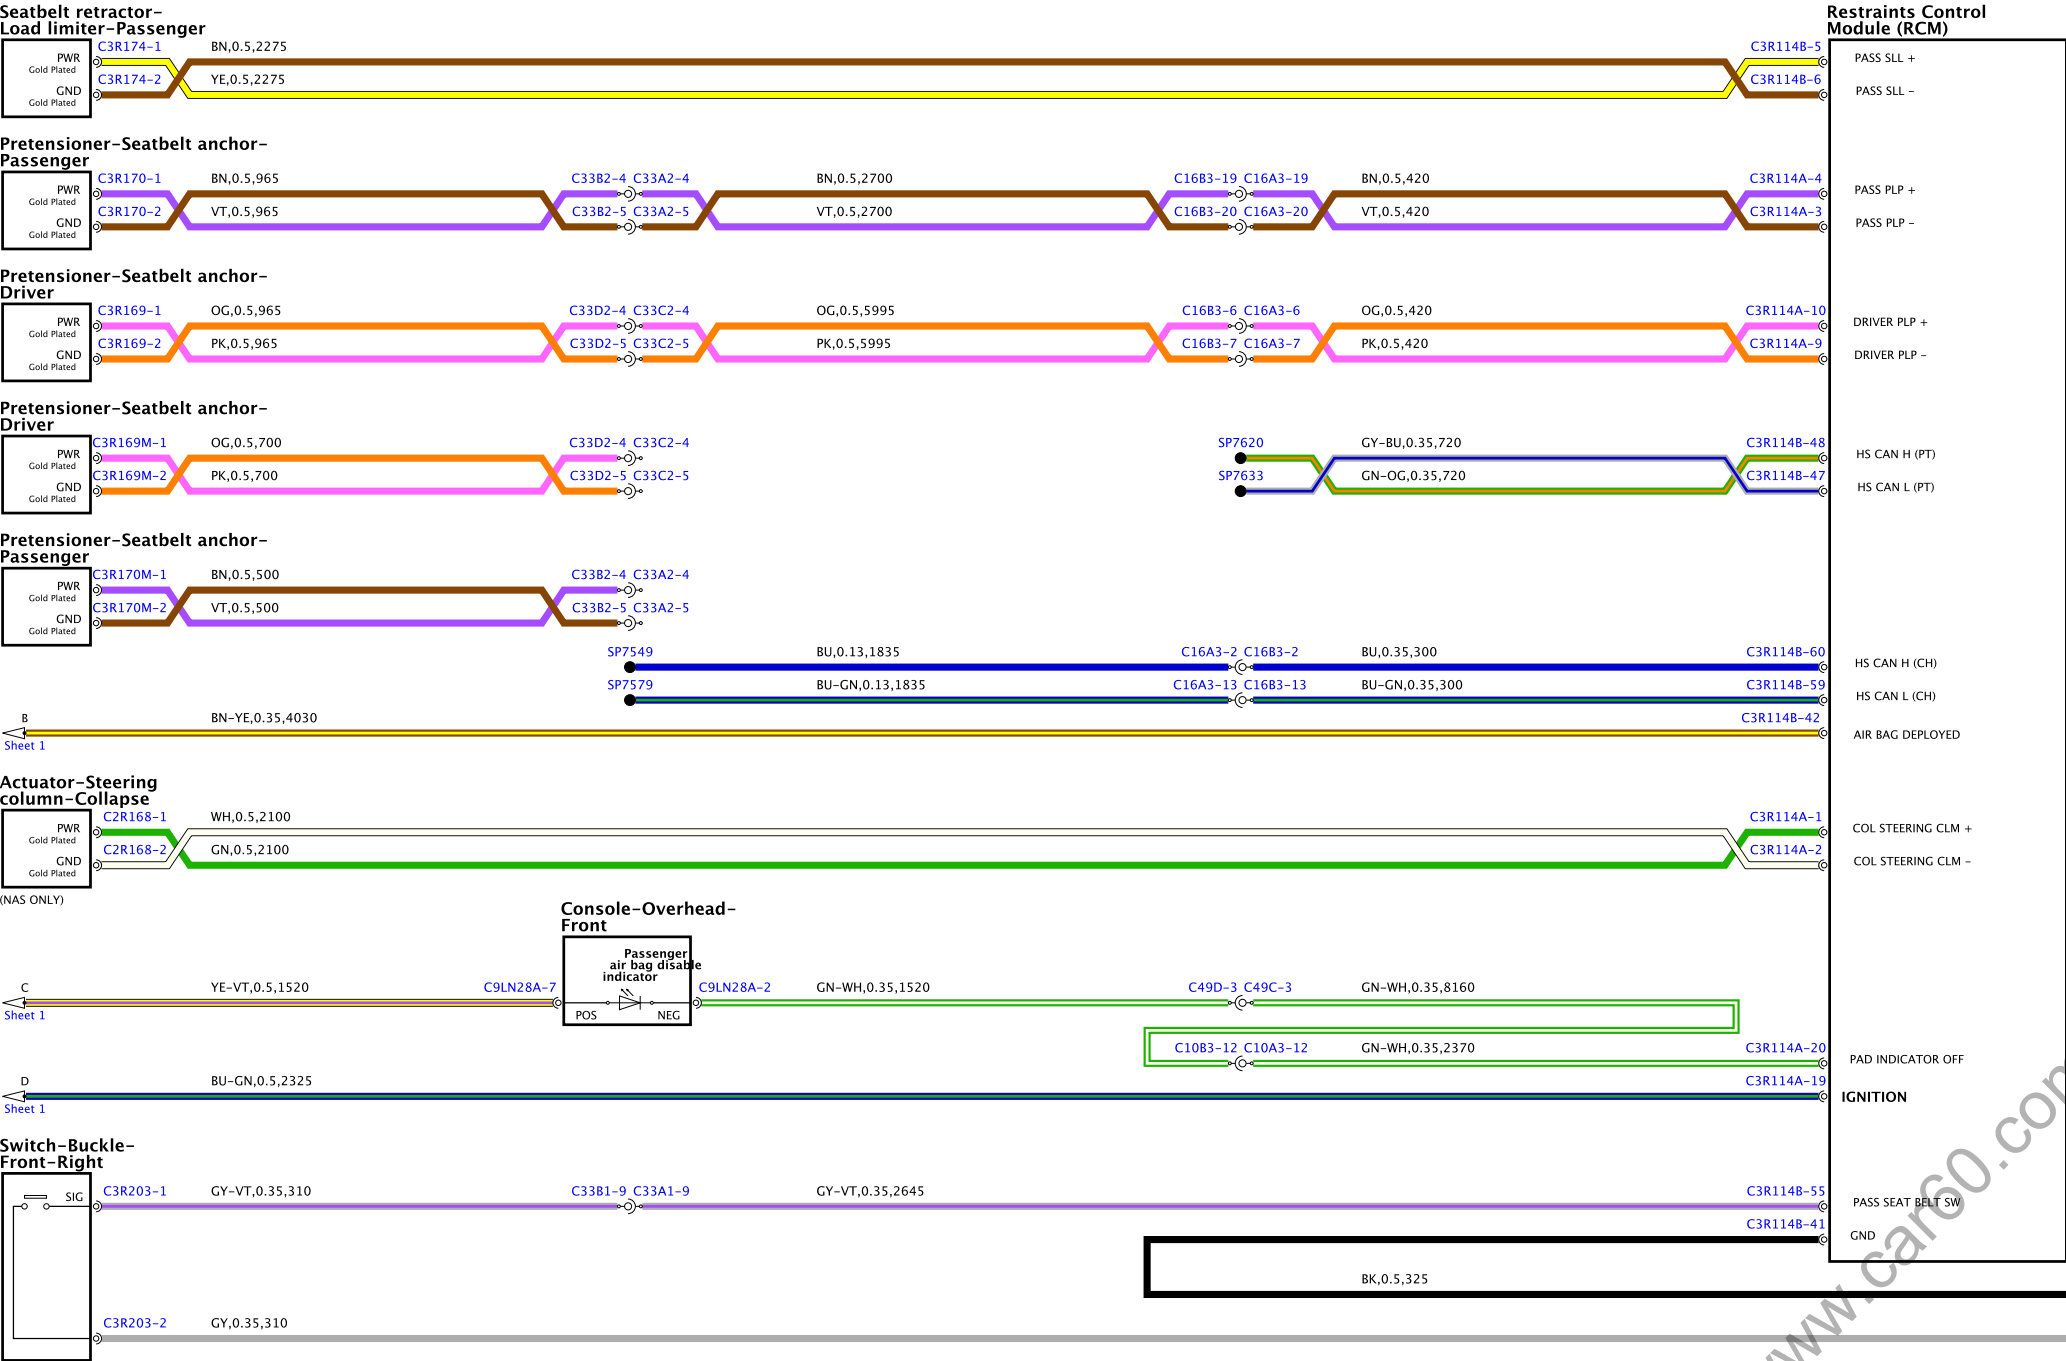 Seatbelt retractor-
Load limiter-Passenger
Restraints Control
Module (RCM)
C3R174-1
BN,0.5,2275
C3R114B-5
PWR
Gold Plated
PASS SLL +
C3R174-2
YE,0.5,2275
C3R114B-6
GND
Gold Plated
PASS SLL -
Pretensioner-Seatbelt anchor-
Passenger
C3R170-1
BN,0.5,965
C33B2-4 C33A2-4
BN,0.5,2700
C16B3-19 C16A3-19
BN,0.5,420
C3R114A-4
PWR
Gold Plated
PASS PLP +
C3R170-2
VT,0.5,965
C33B2-5 C33A2-5
VT,0.5,2700
C16B3-20 C16A3-20
VT,0.5,420
C3R114A-3
GND
Gold Plated
PASS PLP -
Pretensioner-Seatbelt anchor-
Driver
C3R169-1
OG,0.5,965
C33D2-4 C33C2-4
OG,0.5,5995
C16B3-6 C16A3-6
OG,0.5,420
C3R114A-10
PWR
Gold Plated
DRIVER PLP +
C3R169-2
PK,0.5,965
C33D2-5 C33C2-5
PK,0.5,5995
C16B3-7 C16A3-7
PK,0.5,420
C3R114A-9
GND
Gold Plated
DRIVER PLP -
Pretensioner-Seatbelt anchor-
Driver
C3R169M-1
OG,0.5,700
C33D2-4 C33C2-4
SP7620
GY-BU,0.35,720
C3R114B-48
PWR
Gold Plated
HS CAN H (PT)
C3R169M-2
PK,0.5,700
C33D2-5 C33C2-5
SP7633
GN-OG,0.35,720
C3R114B-47
GND
Gold Plated
HS CAN L (PT)
Pretensioner-Seatbelt anchor-
Passenger
C3R170M-1
BN,0.5,500
C33B2-4 C33A2-4
PWR
Gold Plated
C3R170M-2
VT,0.5,500
C33B2-5 C33A2-5
GND
Gold Plated
SP7549
BU,0.13,1835
C16A3-2 C16B3-2
BU,0.35,300
C3R114B-60
HS CAN H (CH)
SP7579
BU-GN,0.13,1835
C16A3-13 C16B3-13
BU-GN,0.35,300
C3R114B-59
HS CAN L (CH)
B
BN-YE,0.35,4030
C3R114B-42
Sheet 1
AIR BAG DEPLOYED
Actuator-Steering
column-Collapse
C2R168-1
WH,0.5,2100
C3R114A-1
PWR
Gold Plated
COL STEERING CLM +
C2R168-2
GN,0.5,2100
C3R114A-2
GND
Gold Plated
COL STEERING CLM -
(NAS ONLY)
Console-Overhead-
Front
Passenger
air bag disable
indicator
C
YE-VT,0.5,1520
C9LN28A-7
C9LN28A-2
GN-WH,0.35,1520
C49D-3 C49C-3
GN-WH,0.35,8160
Sheet 1
POS NEG
C10B3-12 C10A3-12
GN-WH,0.35,2370
C3R114A-20
PAD INDICATOR OFF
D
BU-GN,0.5,2325
C3R114A-19
Sheet 1
IGNITION
Switch-Buckle-
Front-Right
SIG
C3R203-1
GY-VT,0.35,310
C33B1-9 C33A1-9
GY-VT,0.35,2645
C3R114B-55
PASS SEAT BELT SW
C3R114B-41
GND
BK,0.5,325
C3R203-2
GY,0.35,310
www.car60.com